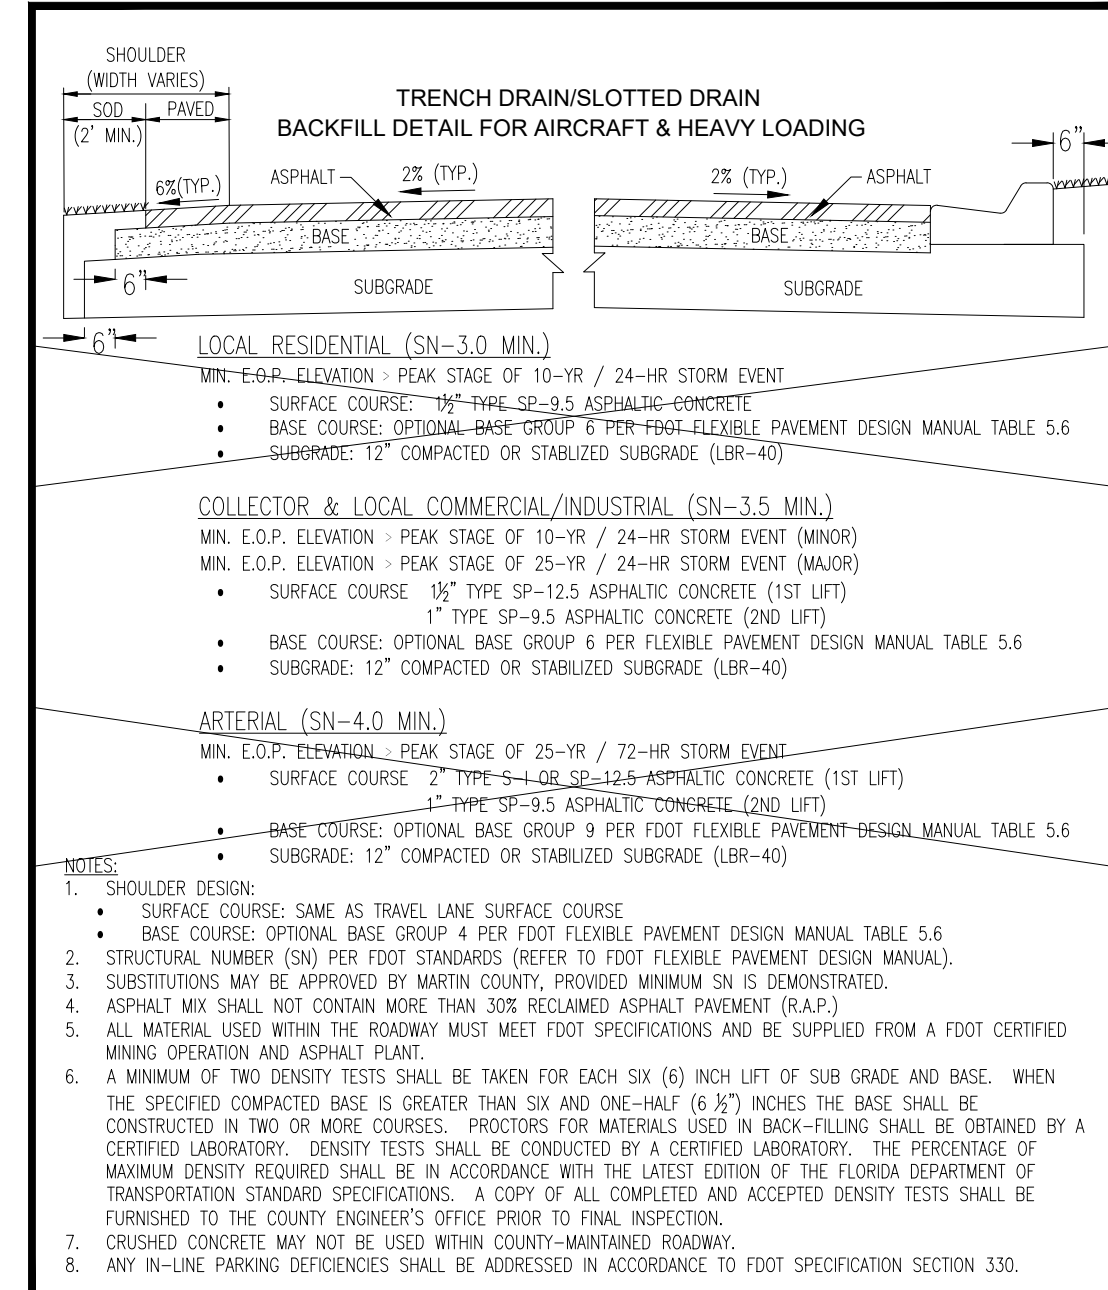 SHOULDER
(WIDTH VARIES)
SOD PAVED
(2' MIN.)
TRENCH DRAIN/SLOTTED DRAIN
BACKFILL DETAIL FOR AIRCRAFT & HEAVY LOADING
6"
6%(TYP.)
ASPHALT
2% (TYP.)
2% (TYP.)
ASPHALT
BASE
BASE
6"
SUBGRADE
SUBGRADE
6"
LOCAL RESIDENTIAL (SN-3.0 MIN.)
MIN. E.O.P. ELEVATION > PEAK STAGE OF 10-YR / 24-HR STORM EVENT
• SURFACE COURSE: 1½" TYPE SP-9.5 ASPHALTIC CONCRETE
• BASE COURSE: OPTIONAL BASE GROUP 6 PER FDOT FLEXIBLE PAVEMENT DESIGN MANUAL TABLE 5.6
• SUBGRADE: 12" COMPACTED OR STABLIZED SUBGRADE (LBR-40)
COLLECTOR & LOCAL COMMERCIAL/INDUSTRIAL (SN-3.5 MIN.)
MIN. E.O.P. ELEVATION > PEAK STAGE OF 10-YR / 24-HR STORM EVENT (MINOR)
MIN. E.O.P. ELEVATION > PEAK STAGE OF 25-YR / 24-HR STORM EVENT (MAJOR)
• SURFACE COURSE 1½" TYPE SP-12.5 ASPHALTIC CONCRETE (1ST LIFT)
1" TYPE SP-9.5 ASPHALTIC CONCRETE (2ND LIFT)
• BASE COURSE: OPTIONAL BASE GROUP 6 PER FLEXIBLE PAVEMENT DESIGN MANUAL TABLE 5.6
• SUBGRADE: 12" COMPACTED OR STABILIZED SUBGRADE (LBR-40)
ARTERIAL (SN-4.0 MIN.)
MIN. E.O.P. ELEVATION > PEAK STAGE OF 25-YR / 72-HR STORM EVENT
• SURFACE COURSE 2" TYPE S-I OR SP-12.5 ASPHALTIC CONCRETE (1ST LIFT)
1" TYPE SP-9.5 ASPHALTIC CONCRETE (2ND LIFT)
• BASE COURSE: OPTIONAL BASE GROUP 9 PER FDOT FLEXIBLE PAVEMENT DESIGN MANUAL TABLE 5.6
• SUBGRADE: 12" COMPACTED OR STABILIZED SUBGRADE (LBR-40)
NOTES:
1. SHOULDER DESIGN:
• SURFACE COURSE: SAME AS TRAVEL LANE SURFACE COURSE
• BASE COURSE: OPTIONAL BASE GROUP 4 PER FDOT FLEXIBLE PAVEMENT DESIGN MANUAL TABLE 5.6
2. STRUCTURAL NUMBER (SN) PER FDOT STANDARDS (REFER TO FDOT FLEXIBLE PAVEMENT DESIGN MANUAL).
3. SUBSTITUTIONS MAY BE APPROVED BY MARTIN COUNTY, PROVIDED MINIMUM SN IS DEMONSTRATED.
4. ASPHALT MIX SHALL NOT CONTAIN MORE THAN 30% RECLAIMED ASPHALT PAVEMENT (R.A.P.)
5. ALL MATERIAL USED WITHIN THE ROADWAY MUST MEET FDOT SPECIFICATIONS AND BE SUPPLIED FROM A FDOT CERTIFIED
MINING OPERATION AND ASPHALT PLANT.
6. A MINIMUM OF TWO DENSITY TESTS SHALL BE TAKEN FOR EACH SIX (6) INCH LIFT OF SUB GRADE AND BASE. WHEN
THE SPECIFIED COMPACTED BASE IS GREATER THAN SIX AND ONE-HALF (6 ½") INCHES THE BASE SHALL BE
CONSTRUCTED IN TWO OR MORE COURSES. PROCTORS FOR MATERIALS USED IN BACK-FILLING SHALL BE OBTAINED BY A
CERTIFIED LABORATORY. DENSITY TESTS SHALL BE CONDUCTED BY A CERTIFIED LABORATORY. THE PERCENTAGE OF
MAXIMUM DENSITY REQUIRED SHALL BE IN ACCORDANCE WITH THE LATEST EDITION OF THE FLORIDA DEPARTMENT OF
TRANSPORTATION STANDARD SPECIFICATIONS. A COPY OF ALL COMPLETED AND ACCEPTED DENSITY TESTS SHALL BE
FURNISHED TO THE COUNTY ENGINEER'S OFFICE PRIOR TO FINAL INSPECTION.
7. CRUSHED CONCRETE MAY NOT BE USED WITHIN COUNTY-MAINTAINED ROADWAY.
8. ANY IN-LINE PARKING DEFICIENCIES SHALL BE ADDRESSED IN ACCORDANCE TO FDOT SPECIFICATION SECTION 330.